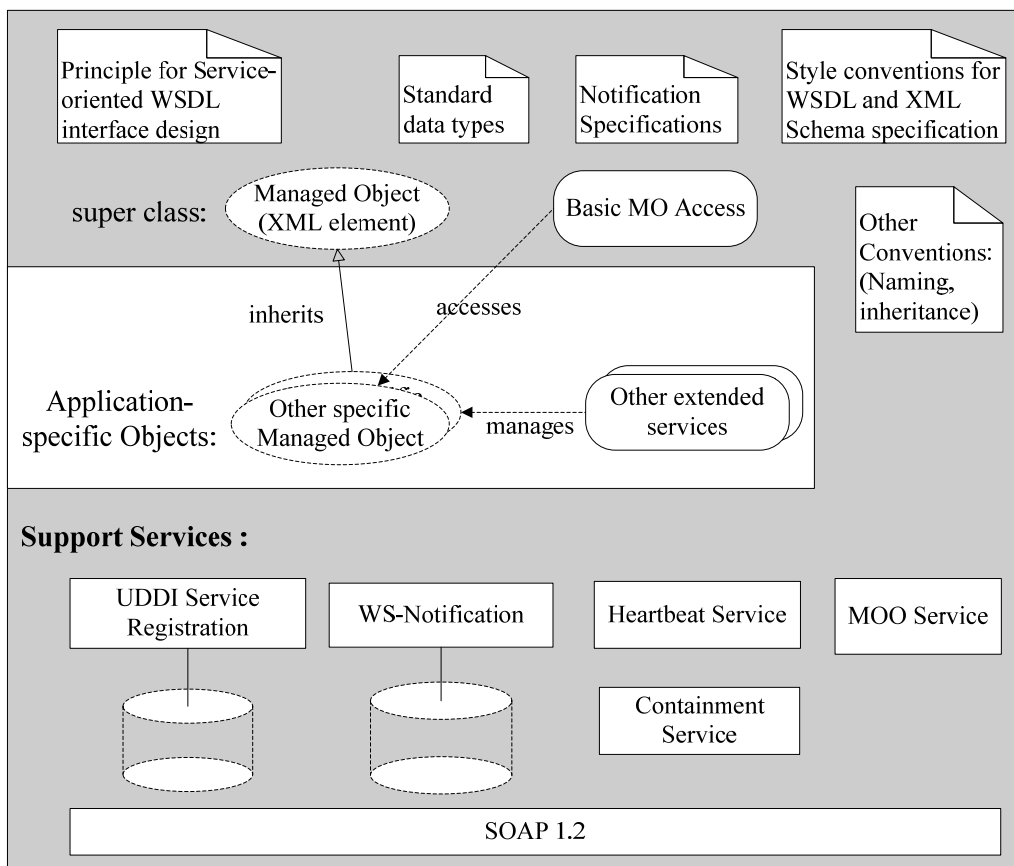 Principle for Service-
oriented WSDL
interface design
Standard
data types
Notification
Specifications
Style conventions for
WSDL and XML
Schema specification
super class:
Managed Object
(XML element)
Basic MO Access
Other
Conventions:
(Naming,
inheritance)
inherits
accesses
Application-
specific Objects:
Other specific
Managed Object
manages
Other extended
services
Support Services :
UDDI Service
Registration
WS-Notification
Heartbeat Service
MOO Service
Containment
Service
SOAP 1.2